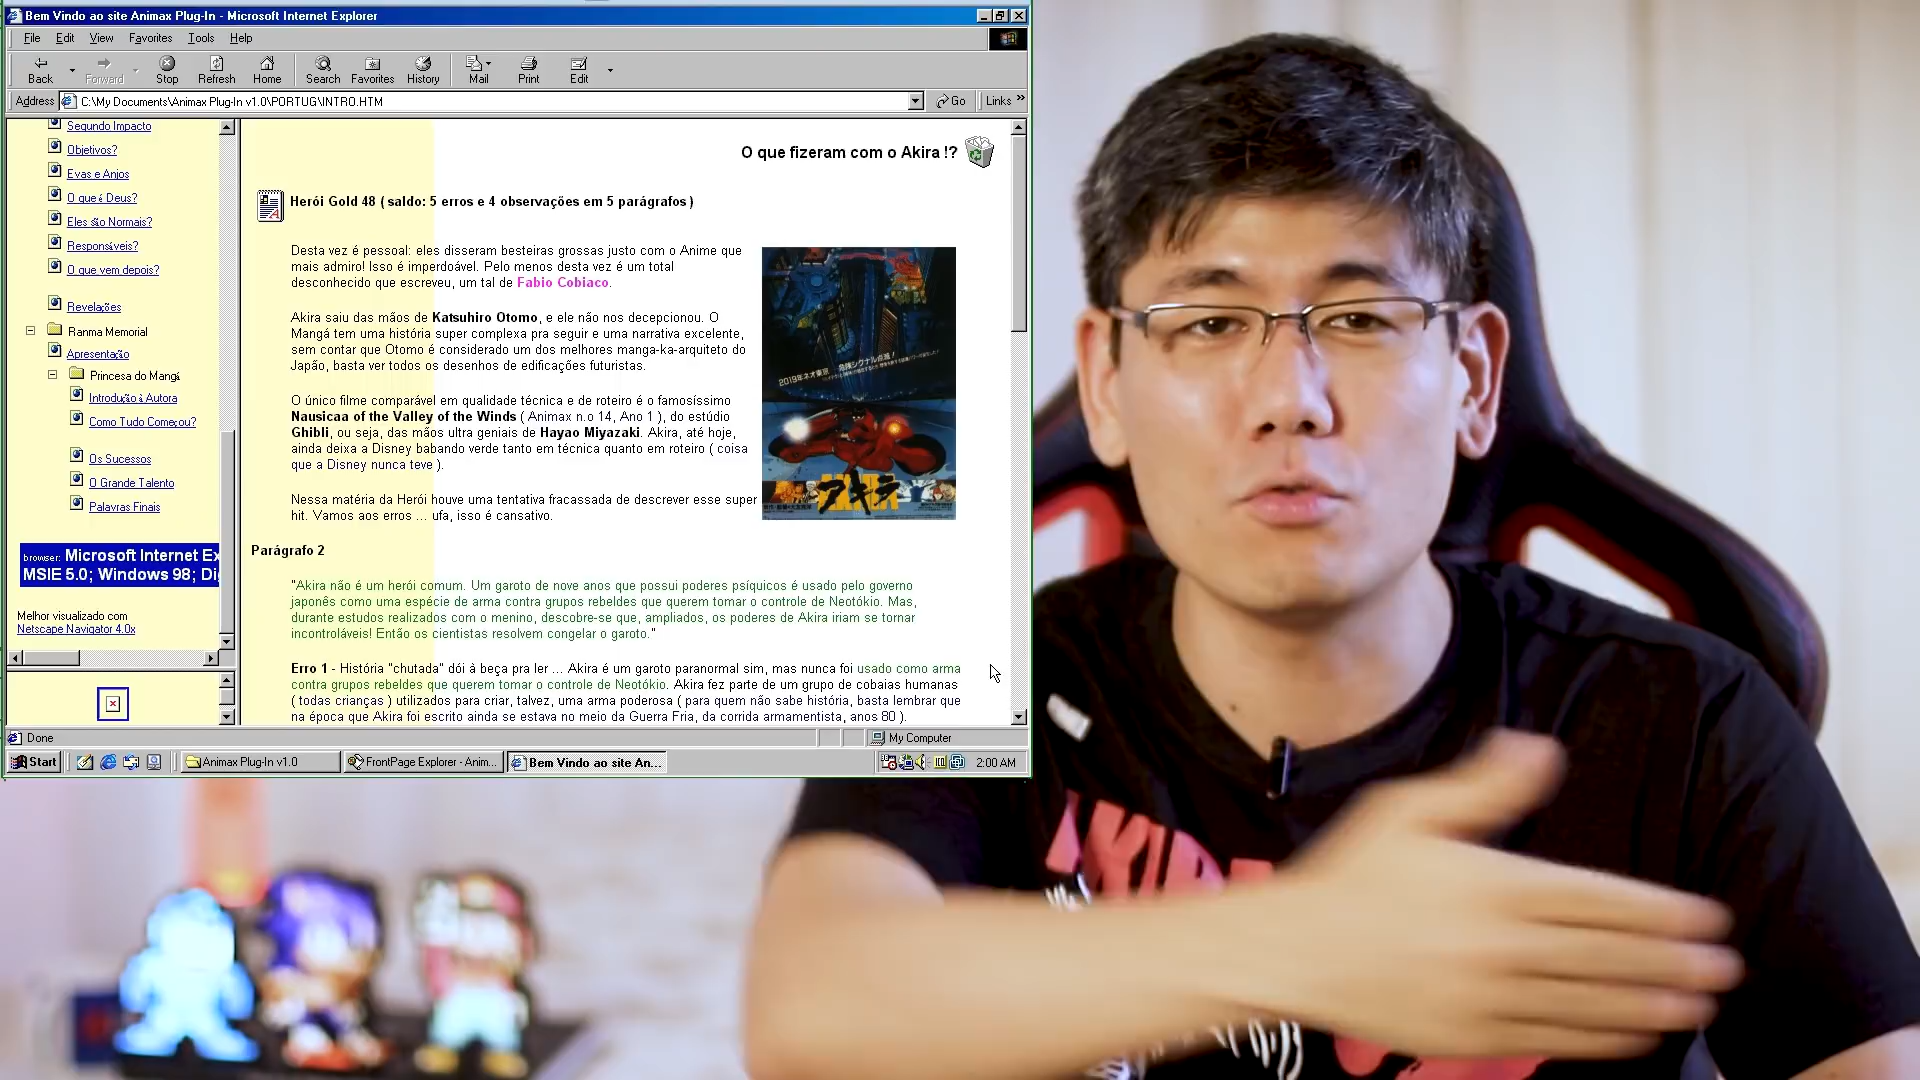 Bem Vindo ao site Animax Plug-In - Microsoft Internet Explorer
File Edit View Favorites Tools Help
Back Forward Stop Refresh Home Search Favorites History Mail Print Edit
Address C:\My Documents\Animax Plug-In v1.0\PORTUG\INTRO.HTM Go Links »
Segundo Impacto
Objetivos?
Evas e Anjos
O que é Deus?
Eles são Normais?
Responsáveis?
O que vem depois?
Revelações
Ranma Memorial
Apresentação
Princesa do Mangá
Introdução à Autora
Como Tudo Começou?
Os Sucessos
O Grande Talento
Palavras Finais
browser: Microsoft Internet Ex
MSIE 5.0; Windows 98; Di
Melhor visualizado com
Netscape Navigator 4.0x
O que fizeram com o Akira !?
Herói Gold 48 ( saldo: 5 erros e 4 observações em 5 parágrafos )
Desta vez é pessoal: eles disseram besteiras grossas justo com o Anime que
mais admiro! Isso é imperdoável. Pelo menos desta vez é um total
desconhecido que escreveu, um tal de Fabio Cobiaco.
Akira saiu das mãos de Katsuhiro Otomo, e ele não nos decepcionou. O
Mangá tem uma história super complexa pra seguir e uma narrativa excelente,
sem contar que Otomo é considerado um dos melhores manga-ka-arquiteto do
Japão, basta ver todos os desenhos de edificações futuristas.
O único filme comparável em qualidade técnica e de roteiro é o famosíssimo
Nausicaa of the Valley of the Winds ( Animax n.o 14, Ano 1 ), do estúdio
Ghibli, ou seja, das mãos ultra geniais de Hayao Miyazaki. Akira, até hoje,
ainda deixa a Disney babando verde tanto em técnica quanto em roteiro ( coisa
que a Disney nunca teve ).
Nessa matéria da Herói houve uma tentativa fracassada de descrever esse super
hit. Vamos aos erros ... ufa, isso é cansativo.
2019年ネオ東京
アキラ
Parágrafo 2
"Akira não é um herói comum. Um garoto de nove anos que possui poderes psíquicos é usado pelo governo
japonês como uma espécie de arma contra grupos rebeldes que querem tomar o controle de Neotókio. Mas,
durante estudos realizados com o menino, descobre-se que, ampliados, os poderes de Akira iriam se tornar
incontroláveis! Então os cientistas resolvem congelar o garoto."
Erro 1 - História "chutada" dói à beça pra ler ... Akira é um garoto paranormal sim, mas nunca foi usado como arma
contra grupos rebeldes que querem tomar o controle de Neotókio. Akira fez parte de um grupo de cobaias humanas
( todas crianças ) utilizados para criar, talvez, uma arma poderosa ( para quem não sabe história, basta lembrar que
na época que Akira foi escrito ainda se estava no meio da Guerra Fria, da corrida armamentista, anos 80 ).
Done My Computer
Start Animax Plug-In v1.0 FrontPage Explorer - Anim... Bem Vindo ao site An... 2:00 AM